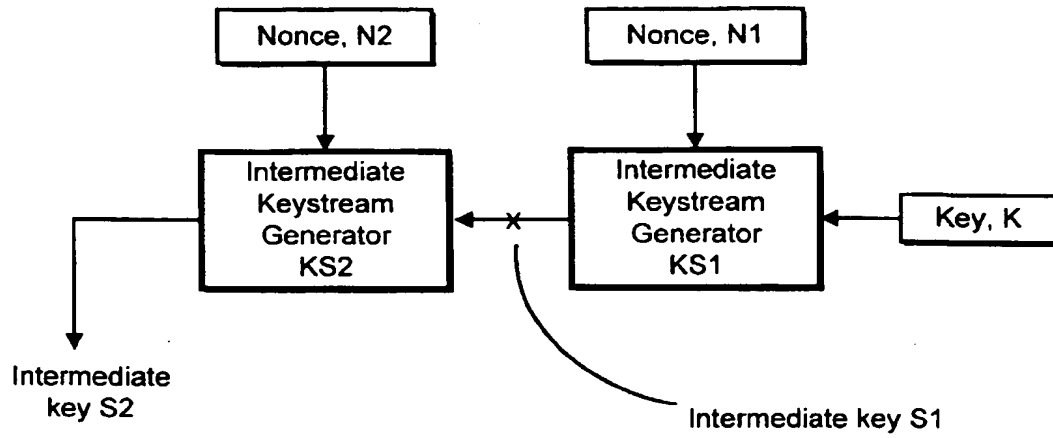 Nonce, N2
Nonce, N1
Intermediate
Keystream
Generator
KS2
x
Intermediate
Keystream
Generator
KS1
Key, K
Intermediate
key S2
Intermediate key S1